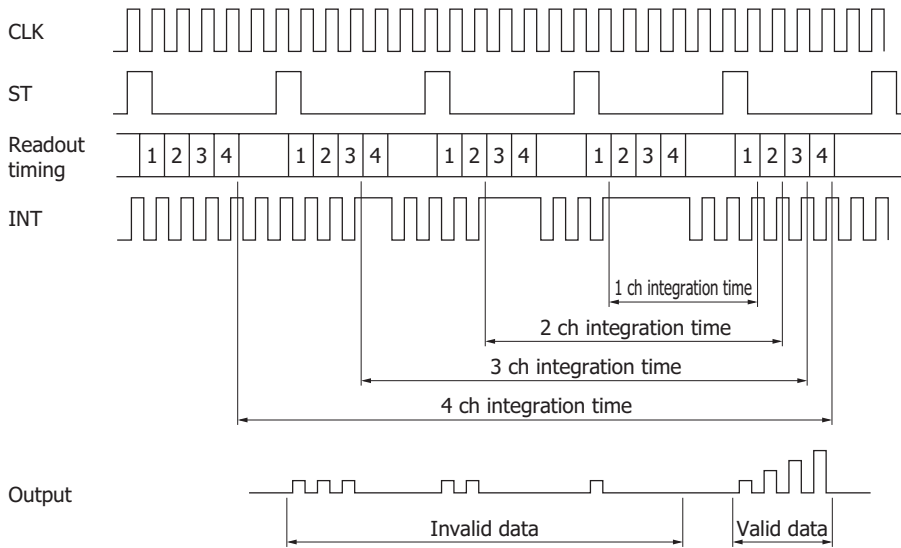 CLK
ST
Readout
timing
1 2 3 4 1 2 3 4 1 2 3 4 1 2 3 4 1 2 3 4
INT
1 ch integration time
2 ch integration time
3 ch integration time
4 ch integration time
Output
Invalid data
Valid data